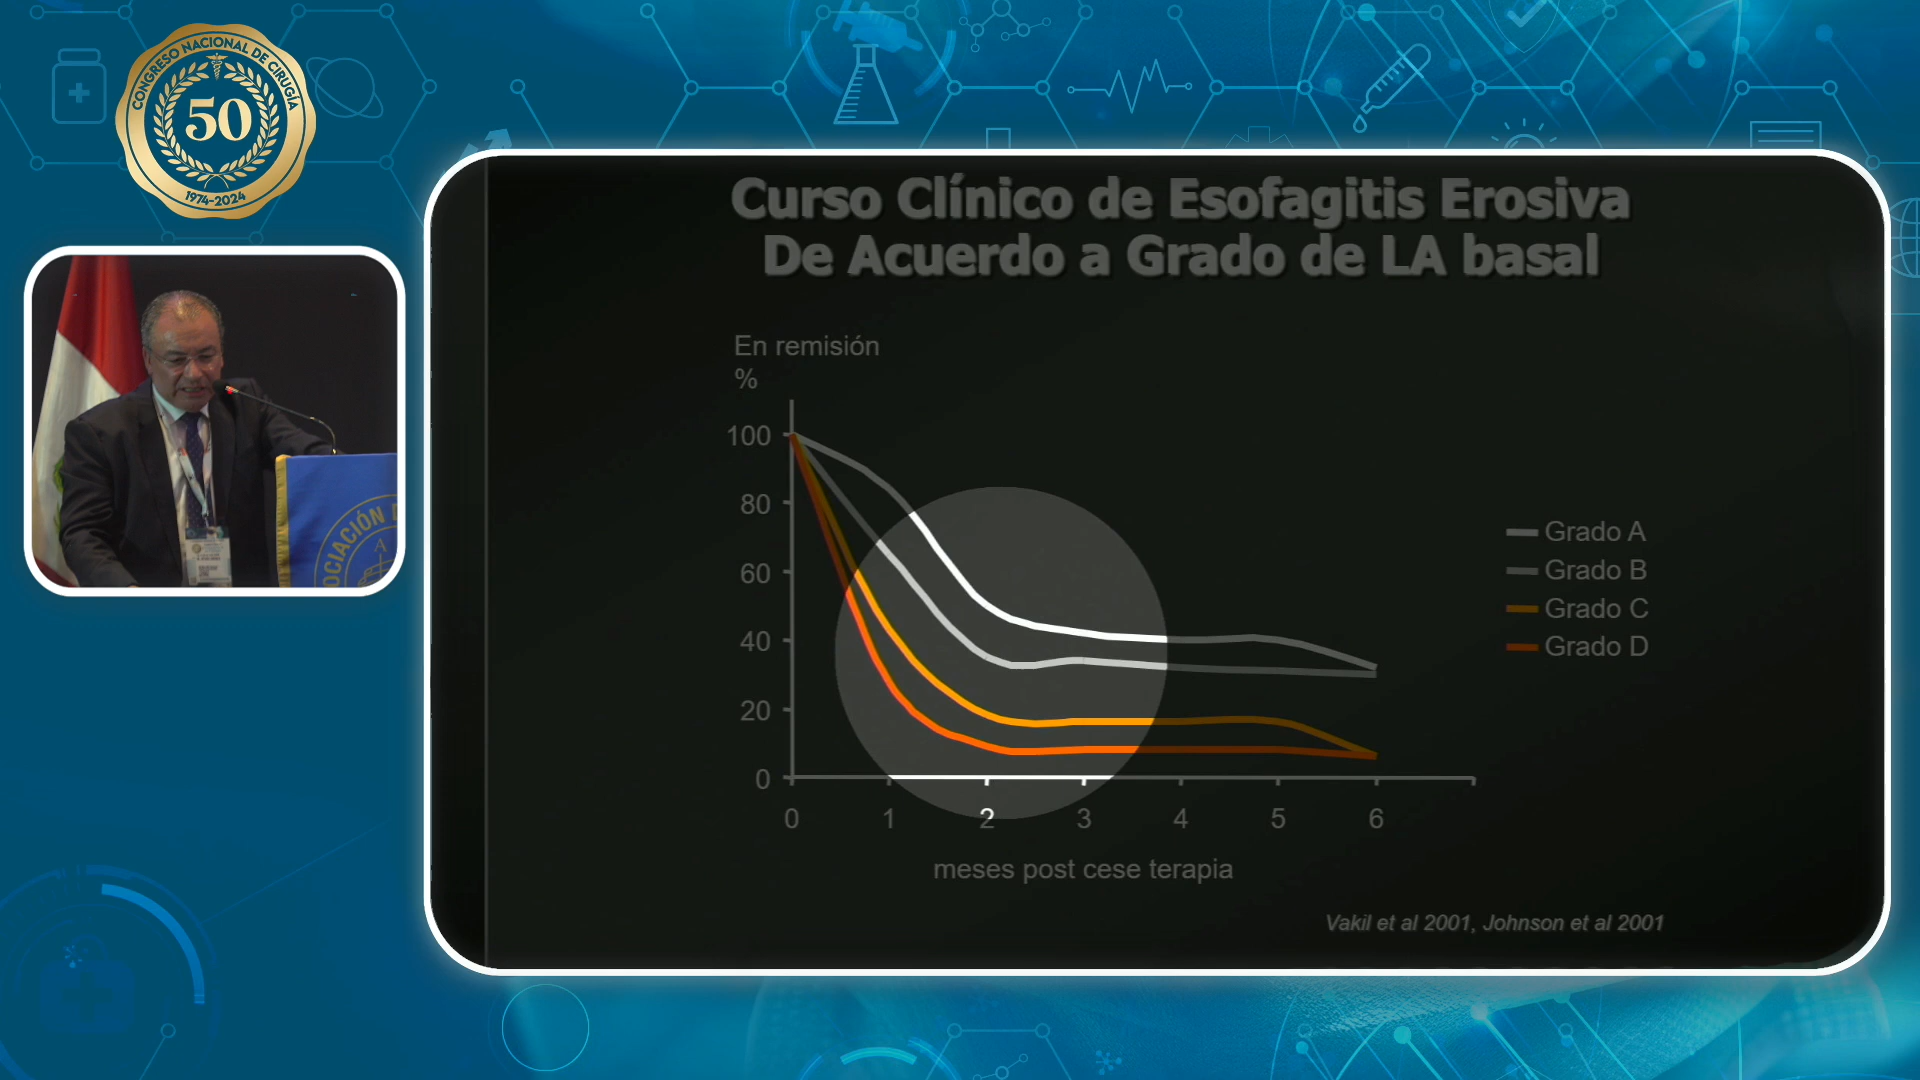 CONGRESO NACIONAL DE CIRUGÍA
50
1974-2024
Curso Clínico de Esofagitis Erosiva
De Acuerdo a Grado de LA basal
En remisión
%
100
80
60
40
20
0
0 1 2 3 4 5 6
meses post cese terapia
Grado A
Grado B
Grado C
Grado D
Vakil et al 2001, Johnson et al 2001